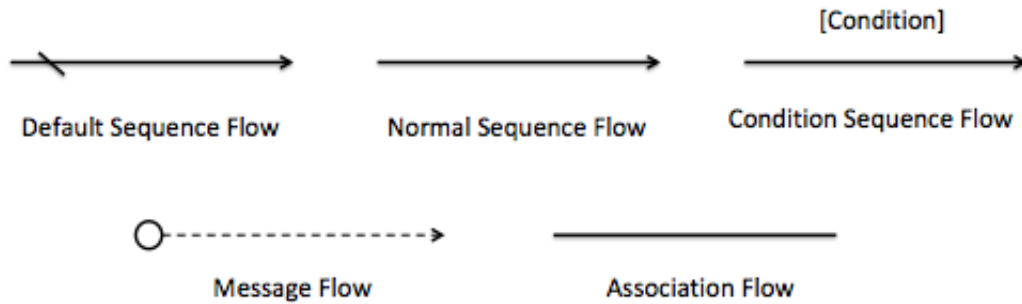 [Condition]
Default Sequence Flow
Normal Sequence Flow
Condition Sequence Flow
Message Flow
Association Flow